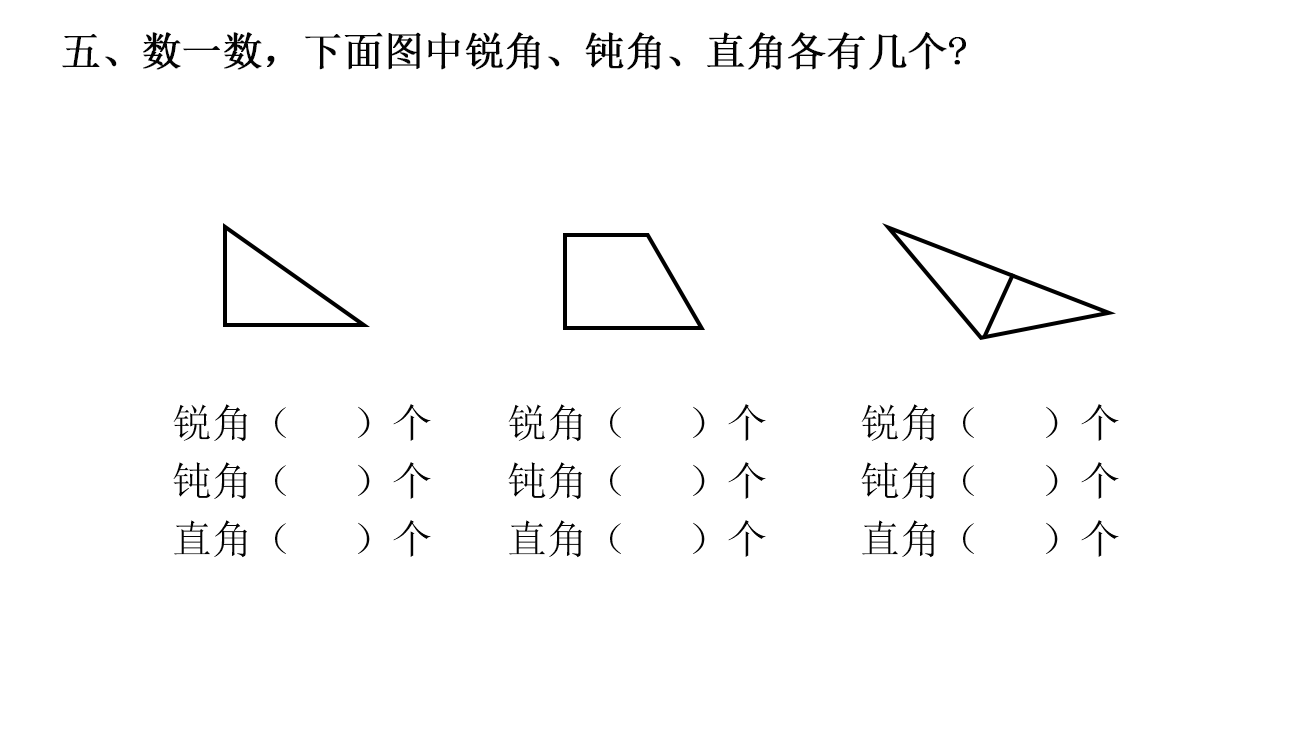 五、数一数，下面图中锐角、钝角、直角各有几个?
锐角（ ）个 锐角（ ）个 锐角（ ）个
钝角（ ）个 钝角（ ）个 钝角（ ）个
直角（ ）个 直角（ ）个 直角（ ）个